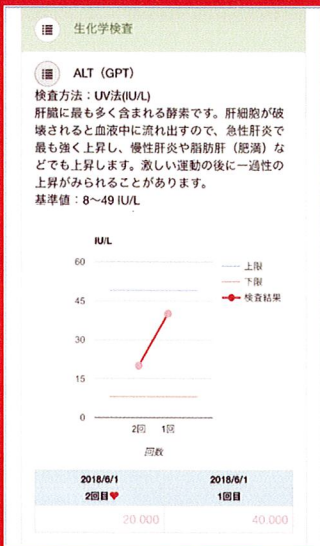 生化学検査
ALT（GPT）
検査方法：UV法(IU/L)
肝臓に最も多く含まれる酵素です。肝細胞が破
壊されると血液中に流れ出すので、急性肝炎で
最も強く上昇し、慢性肝炎や脂肪肝（肥満）な
どでも上昇します。激しい運動の後に一過性の
上昇がみられることがあります。
基準値：8〜49 IU/L
IU/L
60
45
30
15
0
上限
下限
検査結果
2回 1回
回数
2018/6/1 2018/6/1
2回目❤ 1回目
20.000 40.000